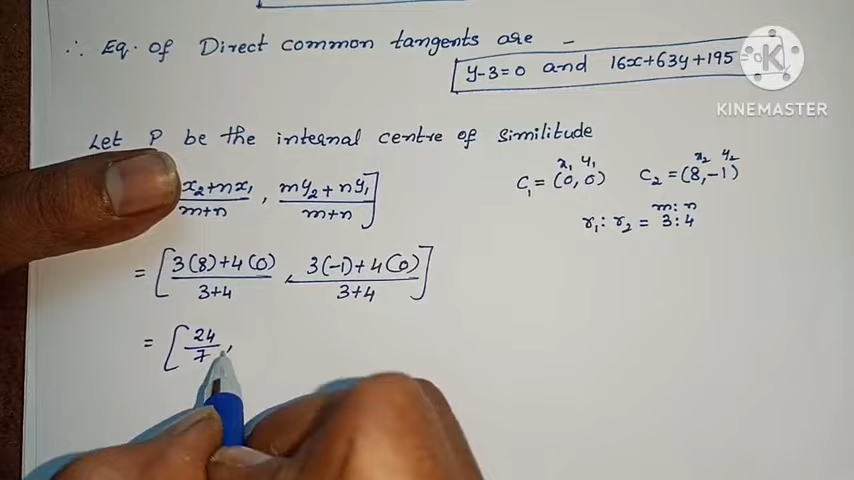 ∴ Eq. of Direct common tangents are –
y-3=0 and 16x+63y+195=0
KINEMASTER
Let P be the internal centre of similitude
x₂+nx₁/m+n , my₂+ny₁/m+n]
x₁ y₁ x₂ y₂
C₁=(0,0) C₂=(8,-1)
m:n
r₁:r₂=3:4
=[3(8)+4(0)/3+4 , 3(-1)+4(0)/3+4]
=[24/7,